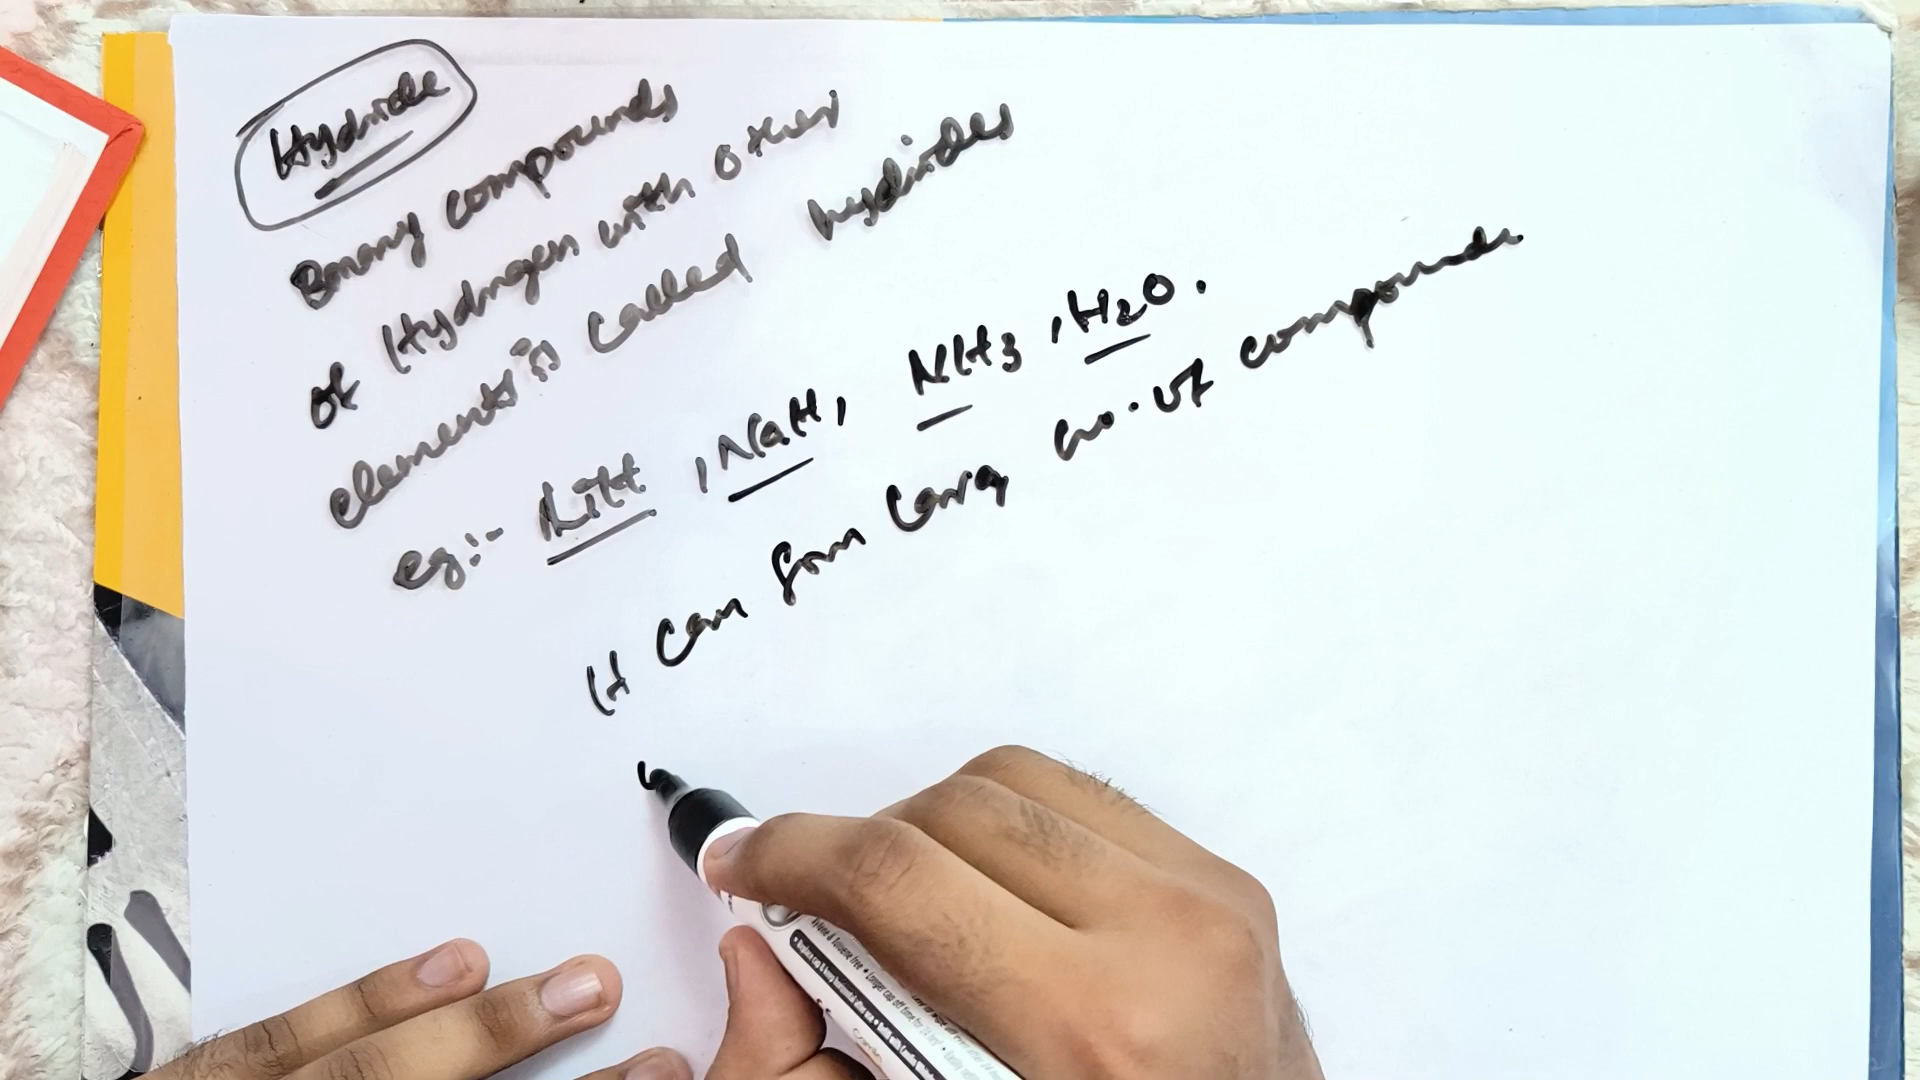 Hydride
Binary compounds
of Hydrogen with other
elements is called hydrides
eg:- LiH, NaH, NH3, H2O.
H can form large no. of compounds